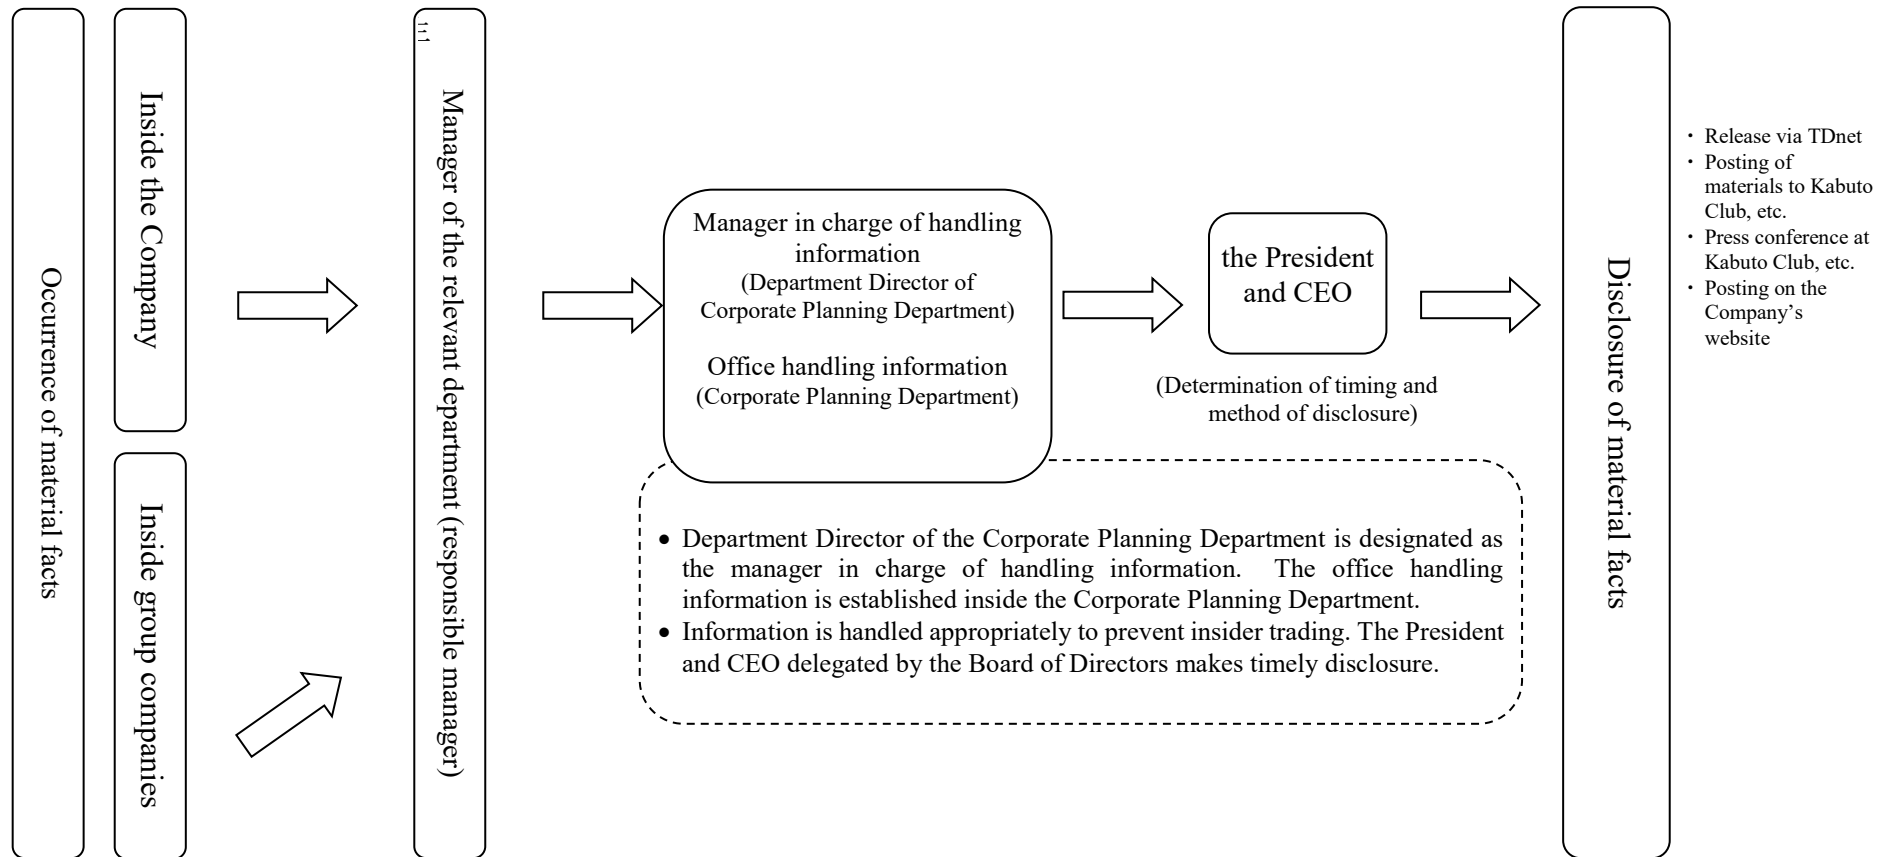 Occurrence of material facts
Inside the Company
Inside group companies
Manager of the relevant department (responsible manager)
Manager in charge of handling
information
(Department Director of
Corporate Planning Department)
Office handling information
(Corporate Planning Department)
the President
and CEO
(Determination of timing and
method of disclosure)
• Department Director of the Corporate Planning Department is designated as
the manager in charge of handling information. The office handling
information is established inside the Corporate Planning Department.
• Information is handled appropriately to prevent insider trading. The President
and CEO delegated by the Board of Directors makes timely disclosure.
Disclosure of material facts
・ Release via TDnet
・ Posting of
materials to Kabuto
Club, etc.
・ Press conference at
Kabuto Club, etc.
・ Posting on the
Company’s
website